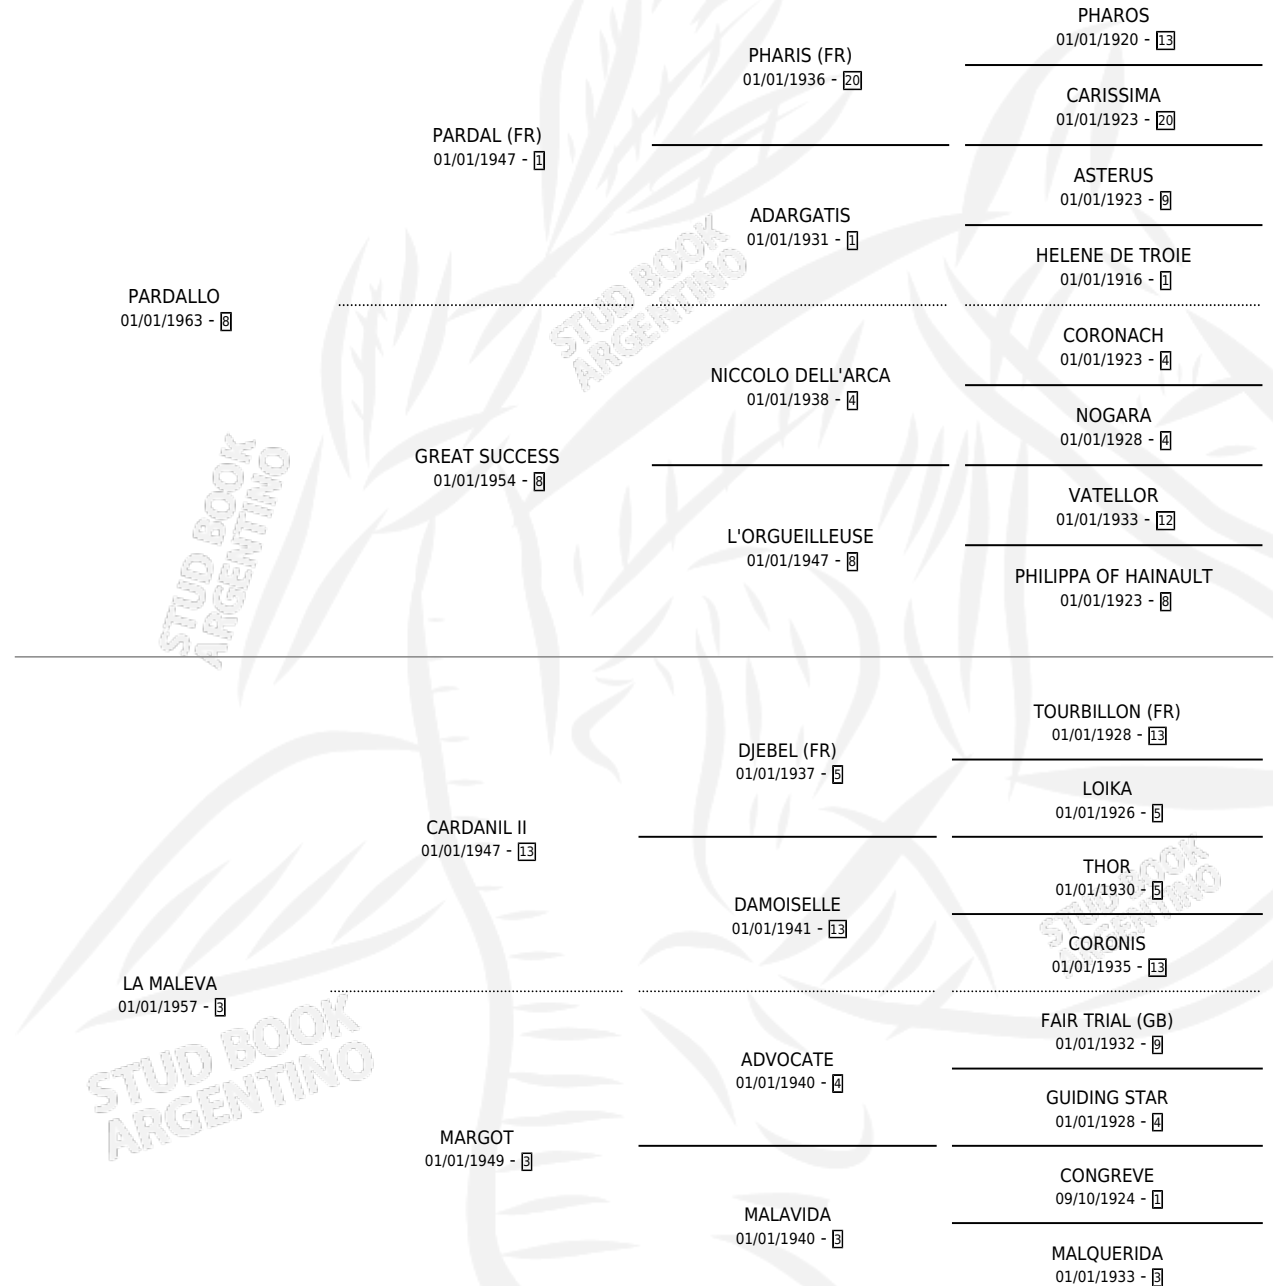 PHAROS
01/01/1920 - 13
PHARIS (FR)
01/01/1936 - 20
CARISSIMA
01/01/1923 - 20
PARDAL (FR)
01/01/1947 - 1
ASTERUS
01/01/1923 - 9
ADARGATIS
01/01/1931 - 1
HELENE DE TROIE
01/01/1916 - 1
STUD BOOK
ARGENTINO
PARDALLO
01/01/1963 - 8
CORONACH
01/01/1923 - 4
NICCOLO DELL'ARCA
01/01/1938 - 4
NOGARA
01/01/1928 - 4
GREAT SUCCESS
01/01/1954 - 8
VATELLOR
01/01/1933 - 12
L'ORGUEILLEUSE
01/01/1947 - 8
PHILIPPA OF HAINAULT
01/01/1923 - 8
STUD BOOK
ARGENTINO
TOURBILLON (FR)
01/01/1928 - 13
DJEBEL (FR)
01/01/1937 - 5
LOIKA
01/01/1926 - 5
CARDANIL II
01/01/1947 - 13
THOR
01/01/1930 - 5
DAMOISELLE
01/01/1941 - 13
CORONIS
01/01/1935 - 13
STUD BOOK
ARGENTINO
LA MALEVA
01/01/1957 - 3
FAIR TRIAL (GB)
01/01/1932 - 9
ADVOCATE
01/01/1940 - 4
GUIDING STAR
01/01/1928 - 4
STUD BOOK
ARGENTINO
MARGOT
01/01/1949 - 3
CONGREVE
09/10/1924 - 1
MALAVIDA
01/01/1940 - 3
MALQUERIDA
01/01/1933 - 3